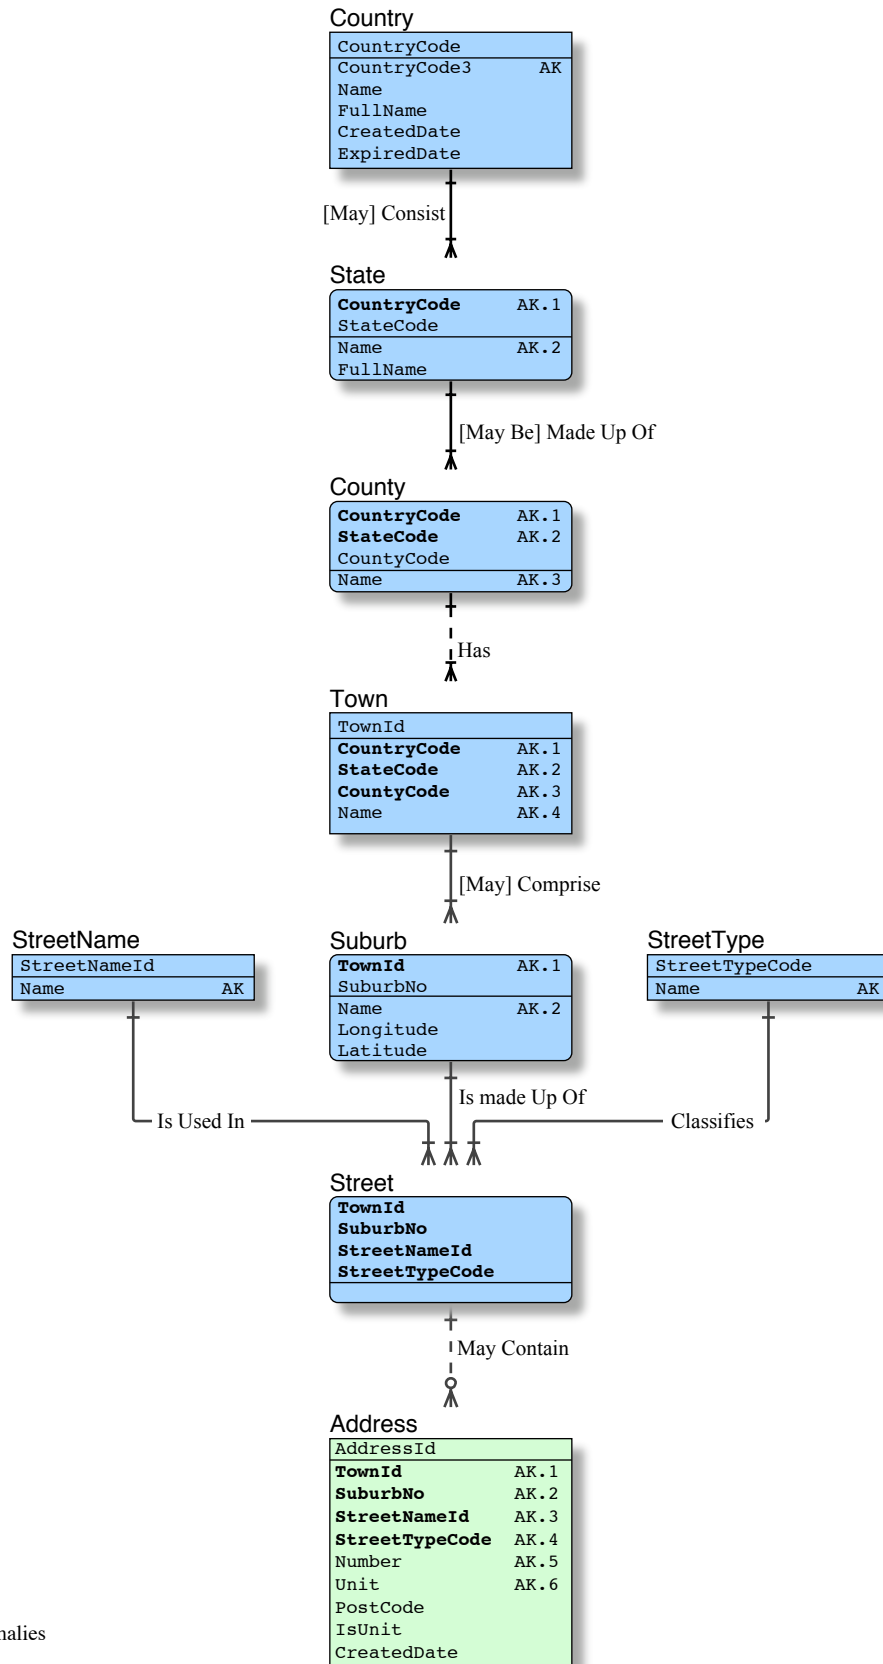 Country
CountryCode
CountryCode3 AK
Name
FullName
CreatedDate
ExpiredDate
[May] Consist
State
CountryCode AK.1
StateCode
Name AK.2
FullName
[May Be] Made Up Of
County
CountryCode AK.1
StateCode AK.2
CountyCode
Name AK.3
Has
Town
TownId
CountryCode AK.1
StateCode AK.2
CountyCode AK.3
Name AK.4
[May] Comprise
StreetName
StreetNameId
Name AK
Suburb
TownId AK.1
SuburbNo
Name AK.2
Longitude
Latitude
StreetType
StreetTypeCode
Name AK
Is Used In
Is made Up Of
Classifies
Street
TownId
SuburbNo
StreetNameId
StreetTypeCode
May Contain
Address
AddressId
TownId AK.1
SuburbNo AK.2
StreetNameId AK.3
StreetTypeCode AK.4
Number AK.5
Unit AK.6
PostCode
IsUnit
CreatedDate
nalies